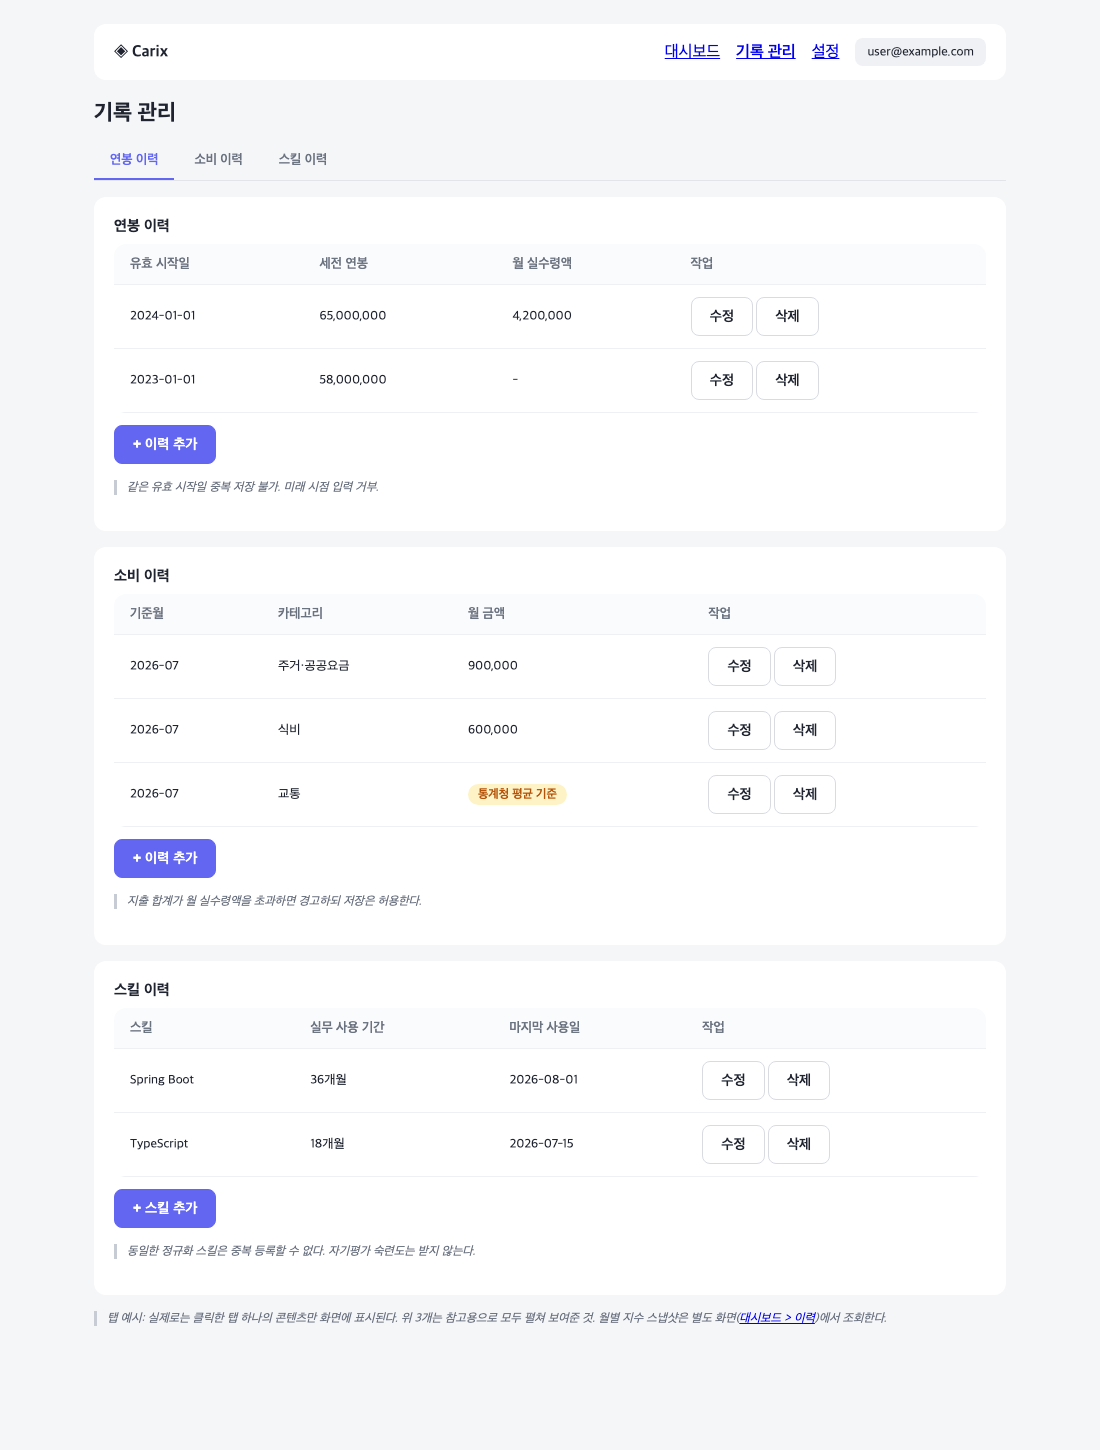 ◈ Carix 대시보드 기록 관리 설정 user@example.com
기록 관리
연봉 이력 소비 이력 스킬 이력
연봉 이력
유효 시작일 세전 연봉 월 실수령액 작업
2024-01-01 65,000,000 4,200,000 수정 삭제
2023-01-01 58,000,000 - 수정 삭제
+ 이력 추가
같은 유효 시작일 중복 저장 불가. 미래 시점 입력 거부.
소비 이력
기준월 카테고리 월 금액 작업
2026-07 주거·공공요금 900,000 수정 삭제
2026-07 식비 600,000 수정 삭제
2026-07 교통 통계청 평균 기준 수정 삭제
+ 이력 추가
지출 합계가 월 실수령액을 초과하면 경고하되 저장은 허용한다.
스킬 이력
스킬 실무 사용 기간 마지막 사용일 작업
Spring Boot 36개월 2026-08-01 수정 삭제
TypeScript 18개월 2026-07-15 수정 삭제
+ 스킬 추가
동일한 정규화 스킬은 중복 등록할 수 없다. 자기평가 숙련도는 받지 않는다.
탭 예시: 실제로는 클릭한 탭 하나의 콘텐츠만 화면에 표시된다. 위 3개는 참고용으로 모두 펼쳐 보여준 것. 월별 지수 스냅샷은 별도 화면(대시보드 > 이력)에서 조회한다.